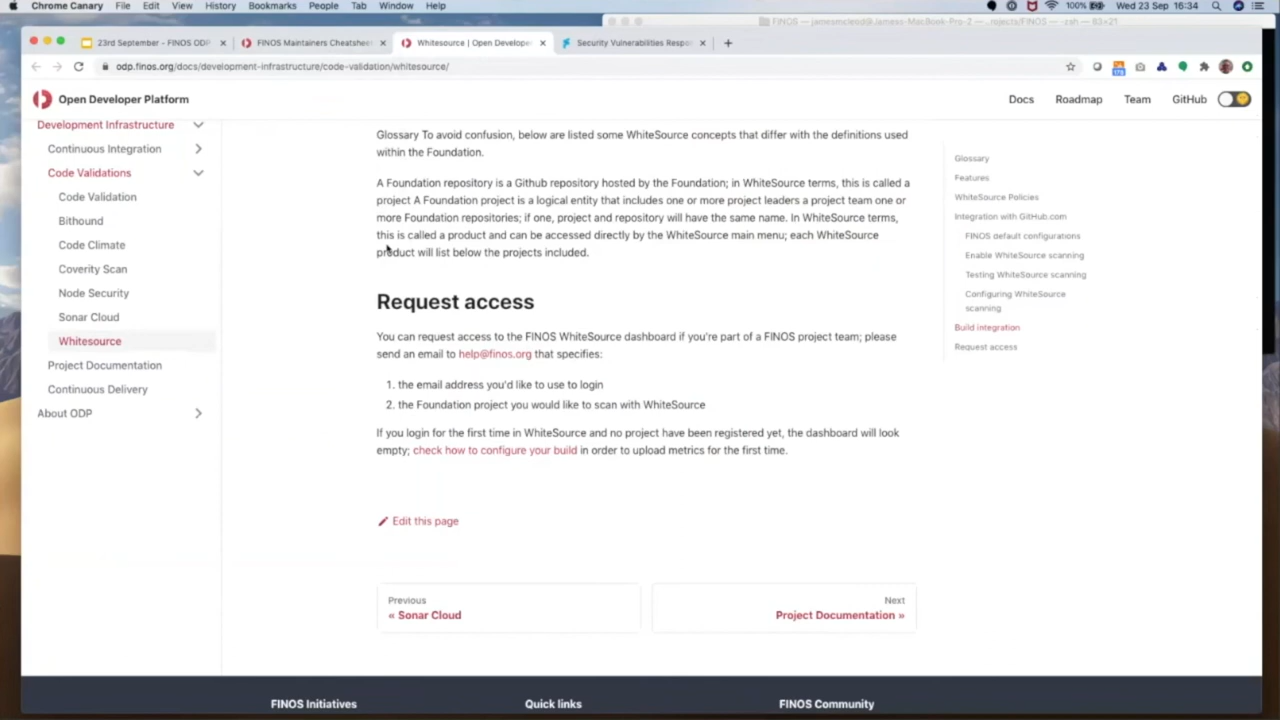 Chrome Canary File Edit View History Bookmarks People Tab Window Help 100% Wed 23 Sep 16:34
FINOS — jamesmcleod@Jamess-MacBook-Pro-2 — ..rojects/FINOS — -zsh — 83×21
23rd September - FINOS ODP
FINOS Maintainers Cheatsheet
Whitesource | Open Develope
Security Vulnerabilities Respo
odp.finos.org/docs/development-infrastructure/code-validation/whitesource/
Open Developer Platform
Docs Roadmap Team GitHub
Development Infrastructure
Continuous Integration
Code Validations
Code Validation
Bithound
Code Climate
Coverity Scan
Node Security
Sonar Cloud
Whitesource
Project Documentation
Continuous Delivery
About ODP
Glossary To avoid confusion, below are listed some WhiteSource concepts that differ with the definitions used
within the Foundation.
A Foundation repository is a Github repository hosted by the Foundation; in WhiteSource terms, this is called a
project A Foundation project is a logical entity that includes one or more project leaders a project team one or
more Foundation repositories; if one, project and repository will have the same name. In WhiteSource terms,
this is called a product and can be accessed directly by the WhiteSource main menu; each WhiteSource
product will list below the projects included.
Request access
You can request access to the FINOS WhiteSource dashboard if you're part of a FINOS project team; please
send an email to help@finos.org that specifies:
1. the email address you'd like to use to login
2. the Foundation project you would like to scan with WhiteSource
If you login for the first time in WhiteSource and no project have been registered yet, the dashboard will look
empty; check how to configure your build in order to upload metrics for the first time.
Edit this page
Previous
« Sonar Cloud
Next
Project Documentation »
Glossary
Features
WhiteSource Policies
Integration with GitHub.com
FINOS default configurations
Enable WhiteSource scanning
Testing WhiteSource scanning
Configuring WhiteSource
scanning
Build integration
Request access
FINOS Initiatives
Quick links
FINOS Community